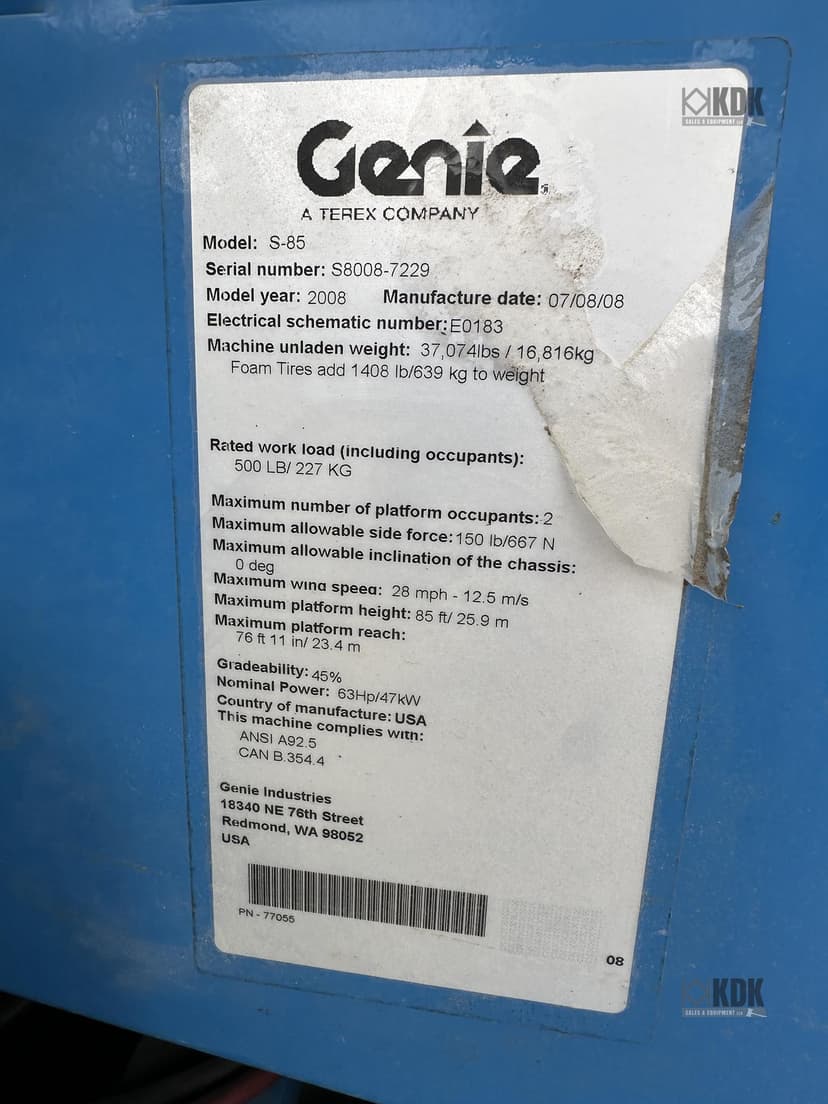 KDK
SALES & EQUIPMENT LLC
Genie
A TEREX COMPANY
Model: S-85
Serial number: S8008-7229
Model year: 2008 Manufacture date: 07/08/08
Electrical schematic number: E0183
Machine unladen weight: 37,074lbs / 16,816kg
Foam Tires add 1408 lb/639 kg to weight
Rated work load (including occupants):
500 LB/ 227 KG
Maximum number of platform occupants: 2
Maximum allowable side force: 150 lb/667 N
Maximum allowable inclination of the chassis:
0 deg
Maximum wind speed: 28 mph - 12.5 m/s
Maximum platform height: 85 ft/ 25.9 m
Maximum platform reach:
76 ft 11 in/ 23.4 m
Gradeability: 45%
Nominal Power: 63Hp/47kW
Country of manufacture: USA
This machine complies with:
ANSI A92.5
CAN B.354.4
Genie Industries
18340 NE 76th Street
Redmond, WA 98052
USA
PN - 77055
08
KDK
SALES & EQUIPMENT LLC